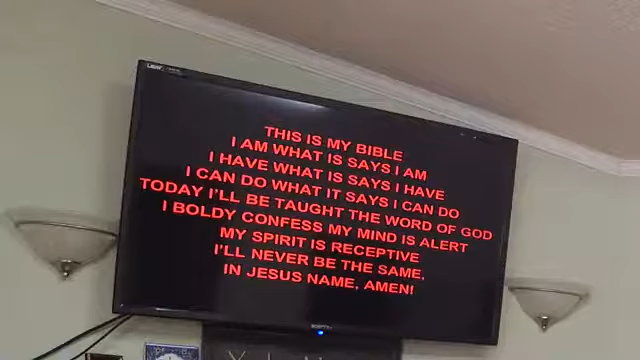 THIS IS MY BIBLE
I AM WHAT IS SAYS I AM
I HAVE WHAT IS SAYS I HAVE
I CAN DO WHAT IT SAYS I CAN DO
TODAY I'LL BE TAUGHT THE WORD OF GOD
I BOLDY CONFESS MY MIND IS ALERT
MY SPIRIT IS RECEPTIVE
I'LL NEVER BE THE SAME,
IN JESUS NAME, AMEN!